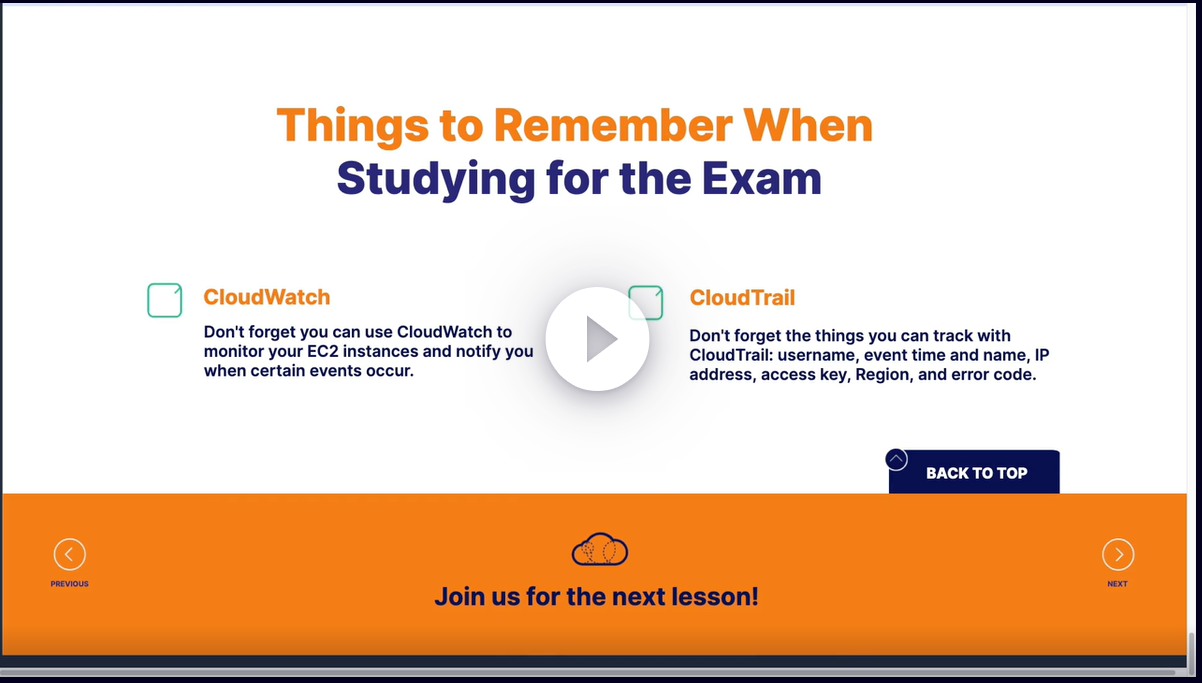 Things to Remember When
Studying for the Exam
CloudWatch
Don't forget you can use CloudWatch to
monitor your EC2 instances and notify you
when certain events occur.
CloudTrail
Don't forget the things you can track with
CloudTrail: username, event time and name, IP
address, access key, Region, and error code.
BACK TO TOP
PREVIOUS
Join us for the next lesson!
NEXT